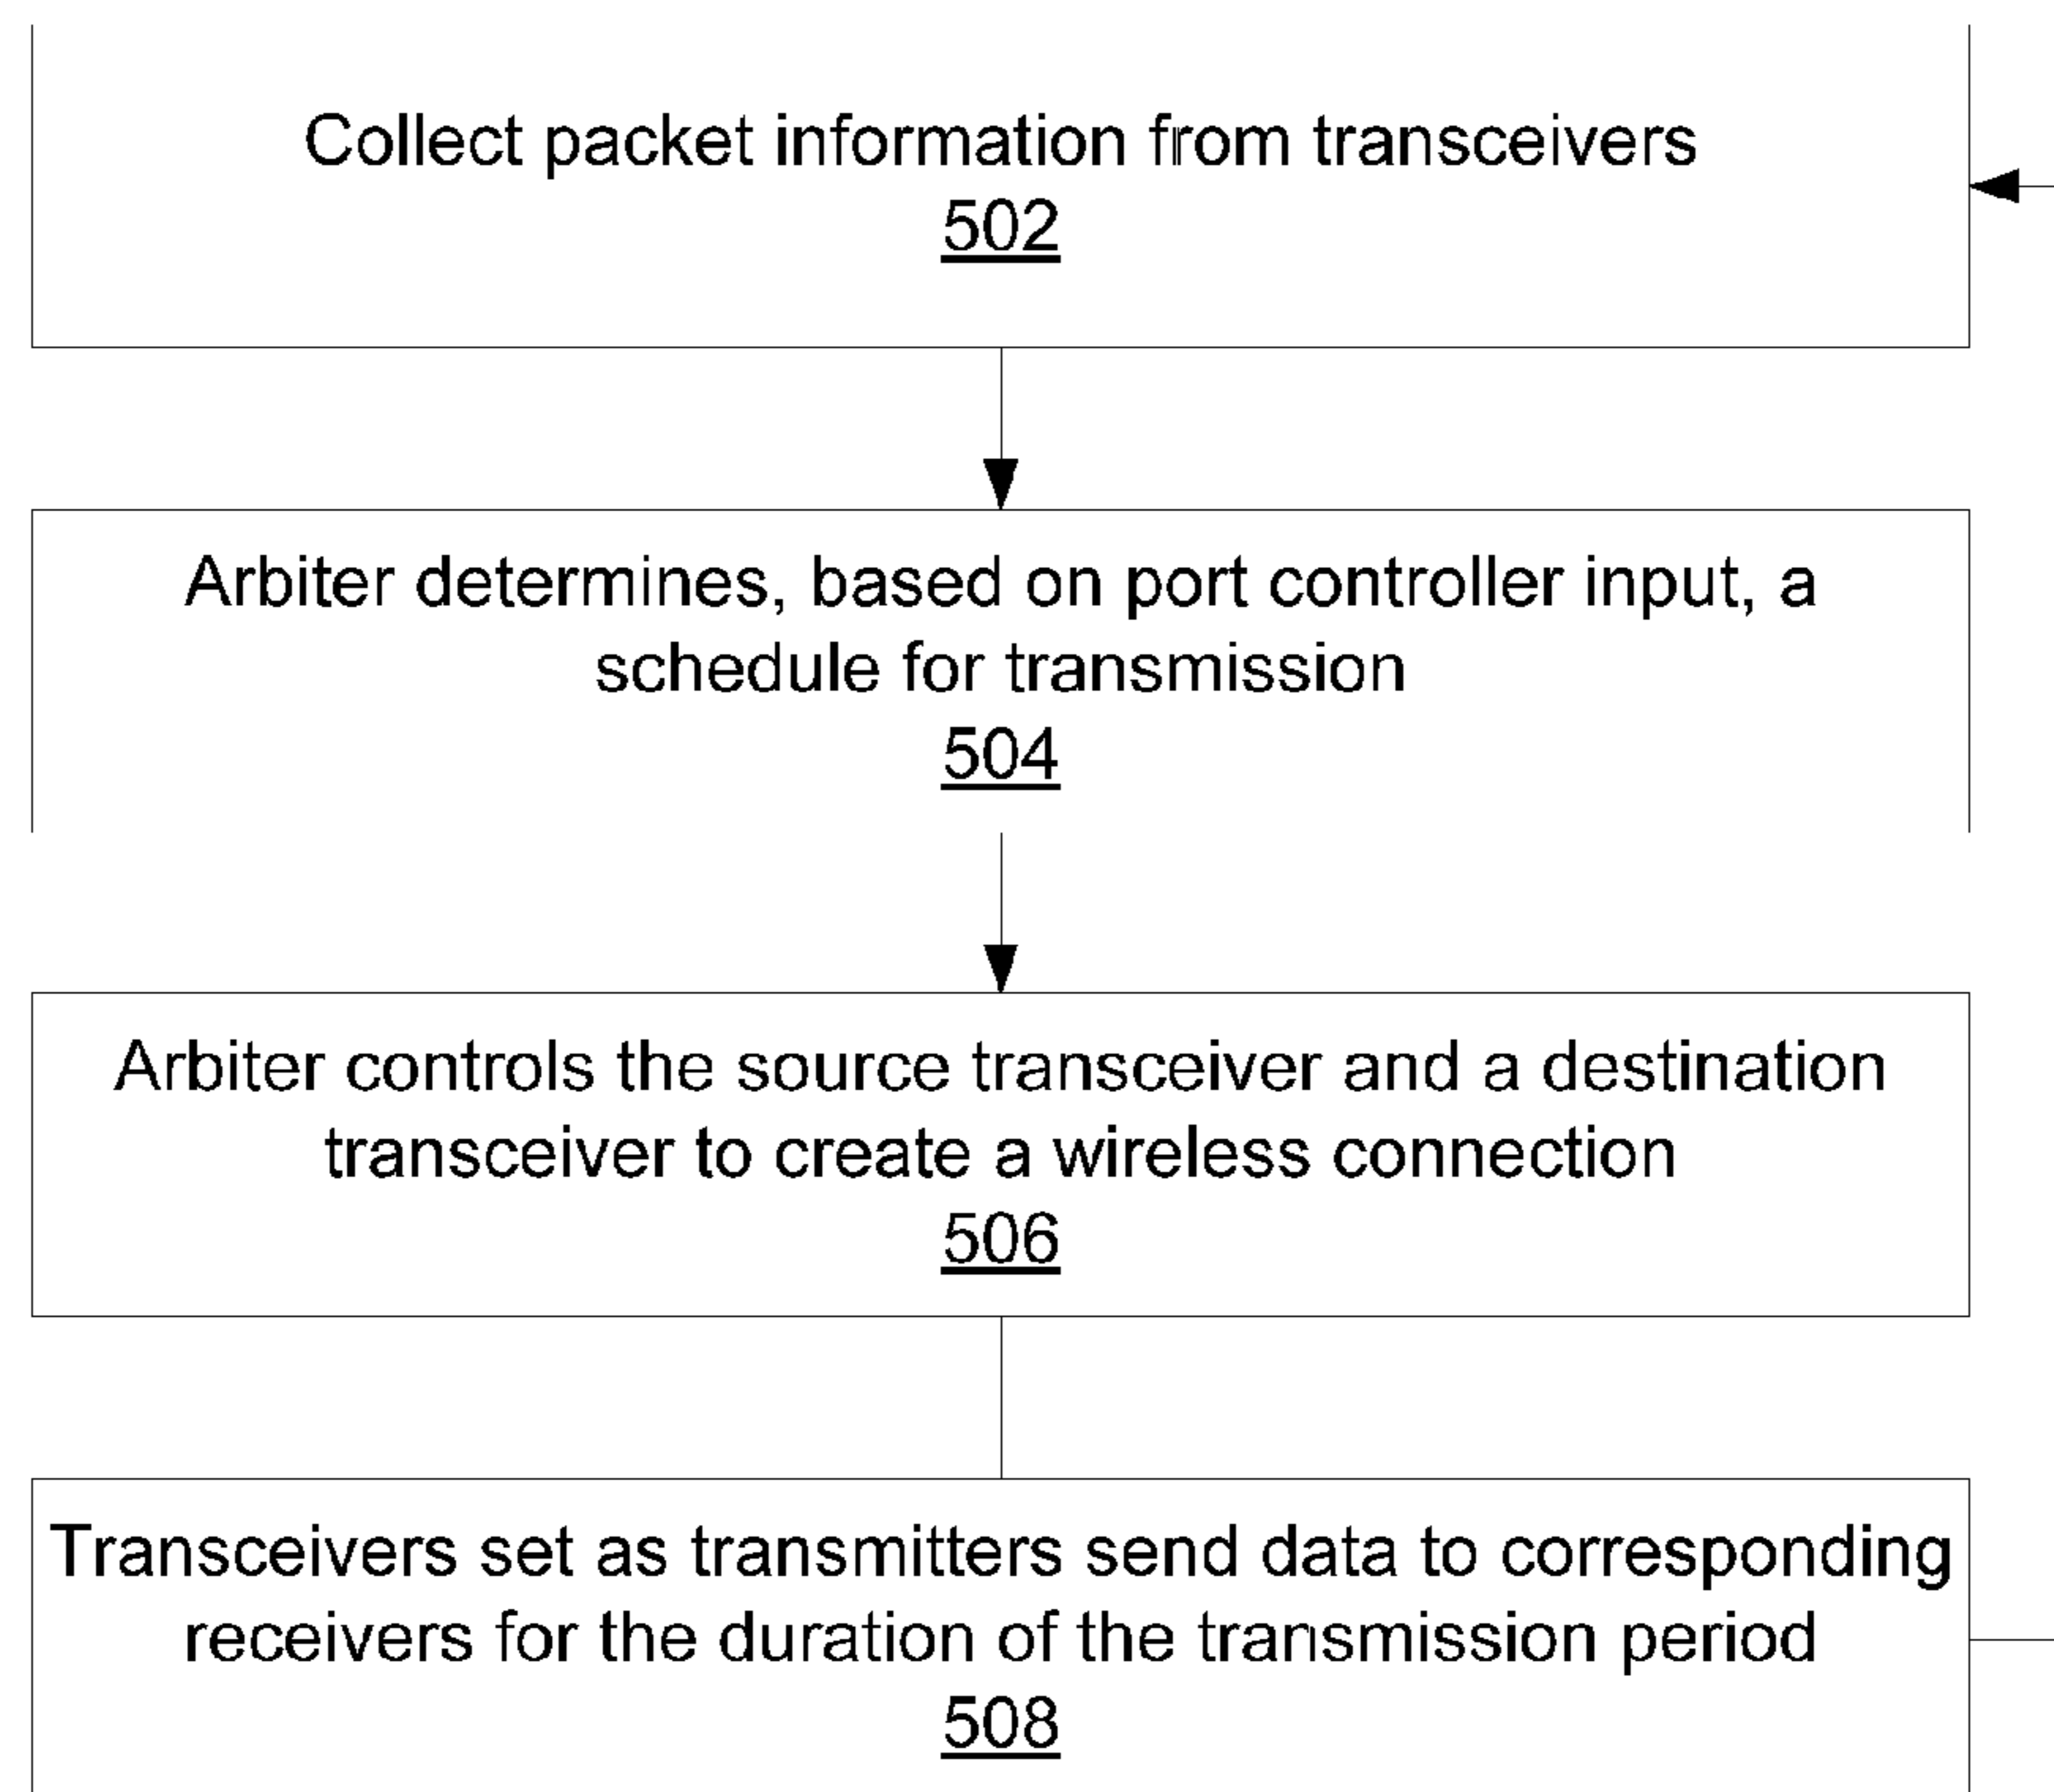 Collect packet information from transceivers
502
Arbiter determines, based on port controller input, a
schedule for transmission
504
Arbiter controls the source transceiver and a destination
transceiver to create a wireless connection
506
Transceivers set as transmitters send data to corresponding
receivers for the duration of the transmission period
508